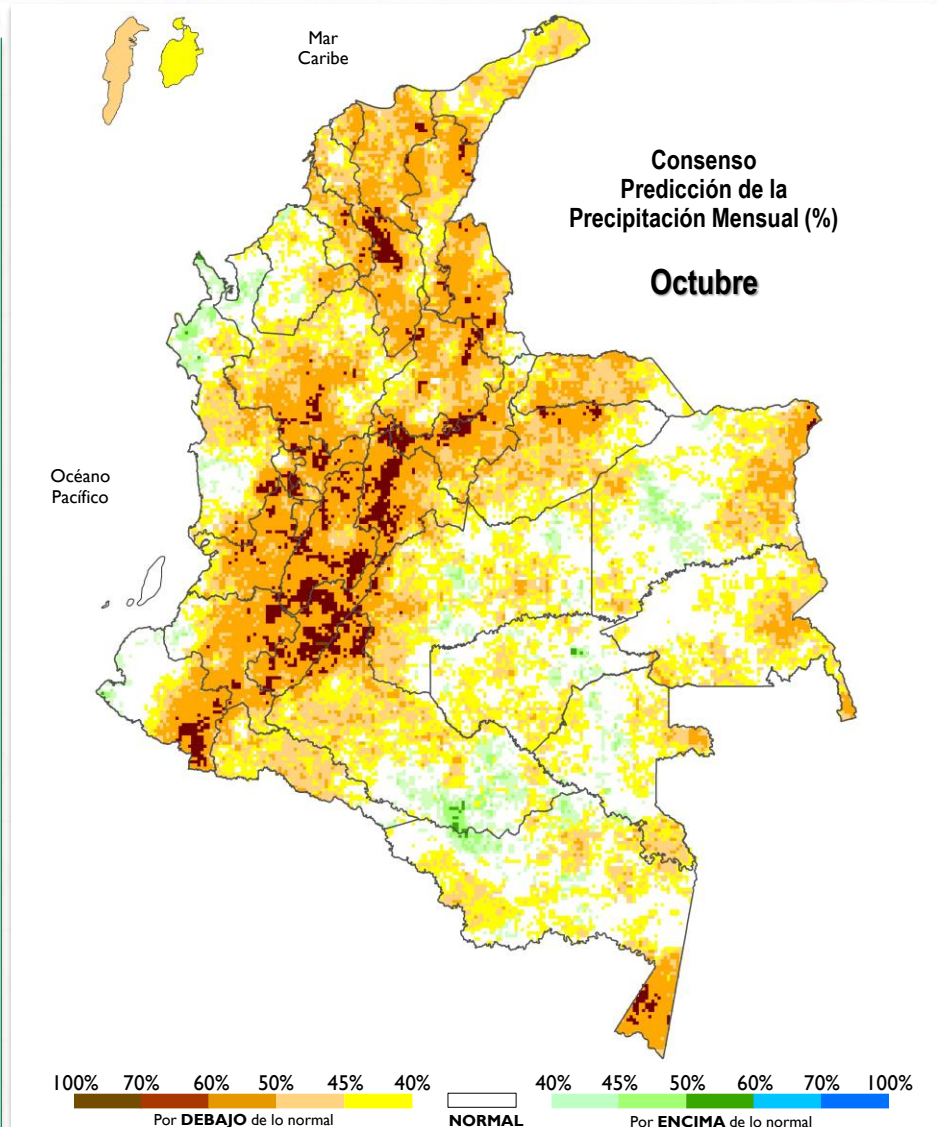 Mar
Caribe
Consenso
Predicción de la
Precipitación Mensual (%)
Octubre
Océano
Pacífico
100% 70% 60% 50% 45% 40%
40% 45% 50% 60% 70% 100%
Por DEBAJO de lo normal
NORMAL
Por ENCIMA de lo normal